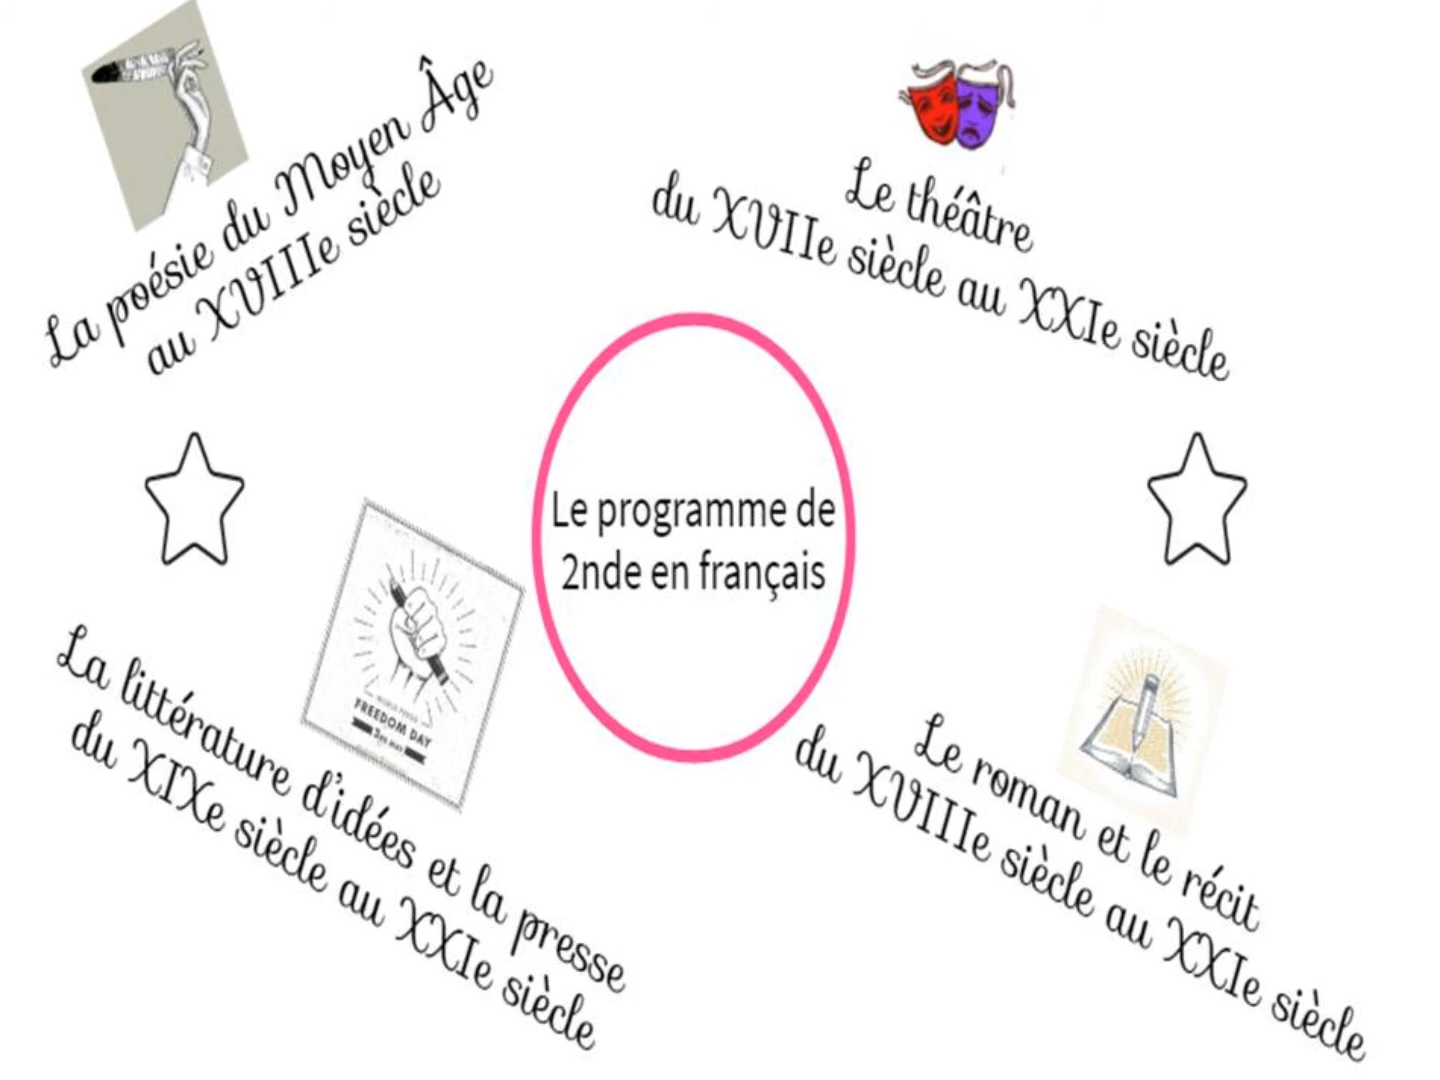 La poésie du Moyen Âge
au XVIIIe siècle
Le théâtre
du XVIIe siècle au XXIe siècle
Le programme de
2nde en français
La littérature d'idées et la presse
du XIXe siècle au XXIe siècle
FREEDOM DAY
Le roman et le récit
du XVIIIe siècle au XXIe siècle